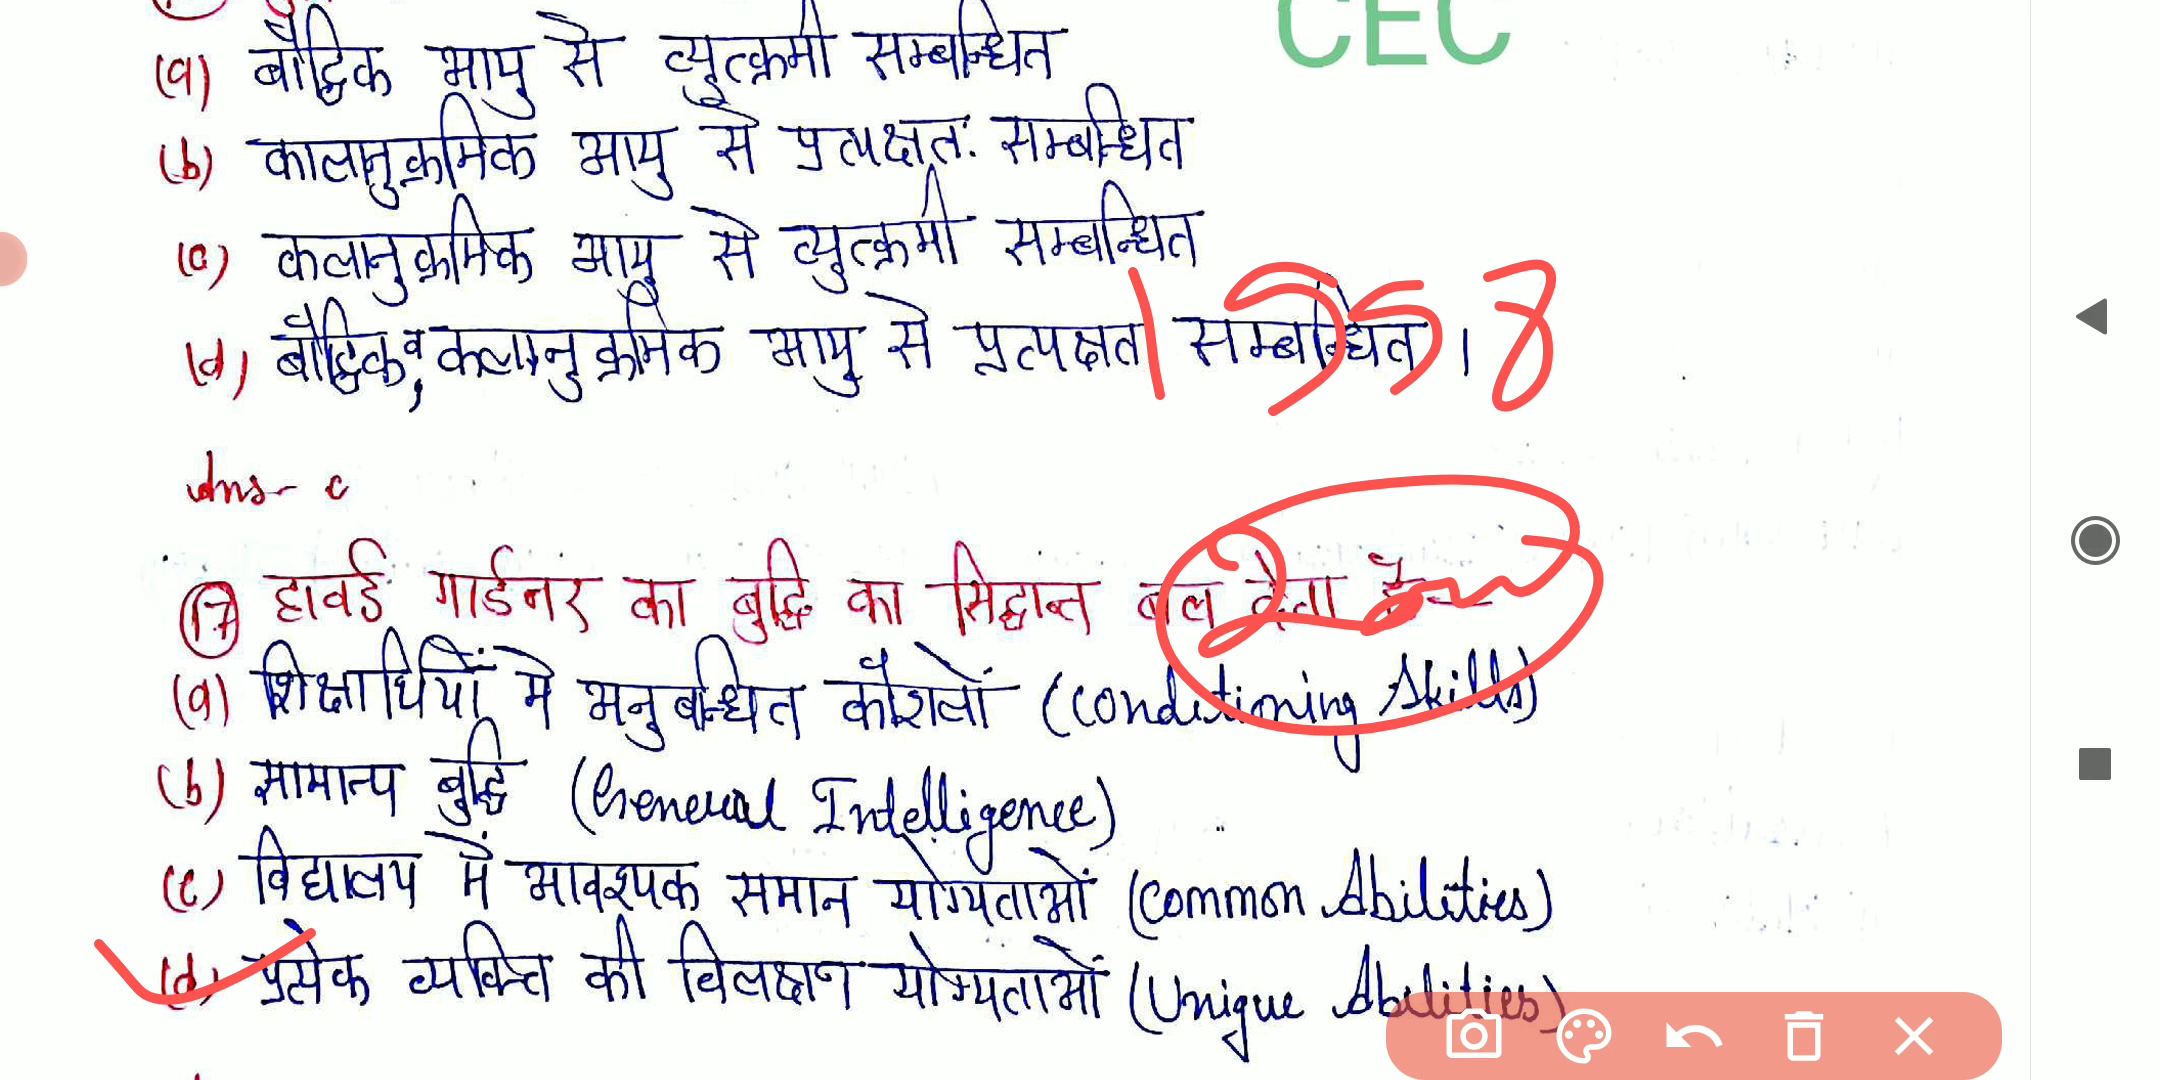 CEC
(a) बौद्धिक आयु से व्युत्क्रमी सम्बन्धित
(b) कालानुक्रमिक आयु से प्रत्यक्षत: सम्बन्धित
(c) कलानुक्रमिक आयु से व्युत्क्रमी सम्बन्धित
(d) बौद्धिक व कलानुक्रमिक आयु से प्रत्यक्षत सम्बन्धित।
Ans- c
17 हावर्ड गार्डनर का बुद्धि का सिद्धान्त बल देता है-
(a) शिक्षार्थियों में अनुबन्धित कौशलों (Conditioning Skills)
(b) सामान्य बुद्धि (General Intelligence)
(c) विद्यालय में आवश्यक समान योग्यताओं (Common Abilities)
(d) प्रत्येक व्यक्ति की विलक्षण योग्यताओं (Unique Abilities)